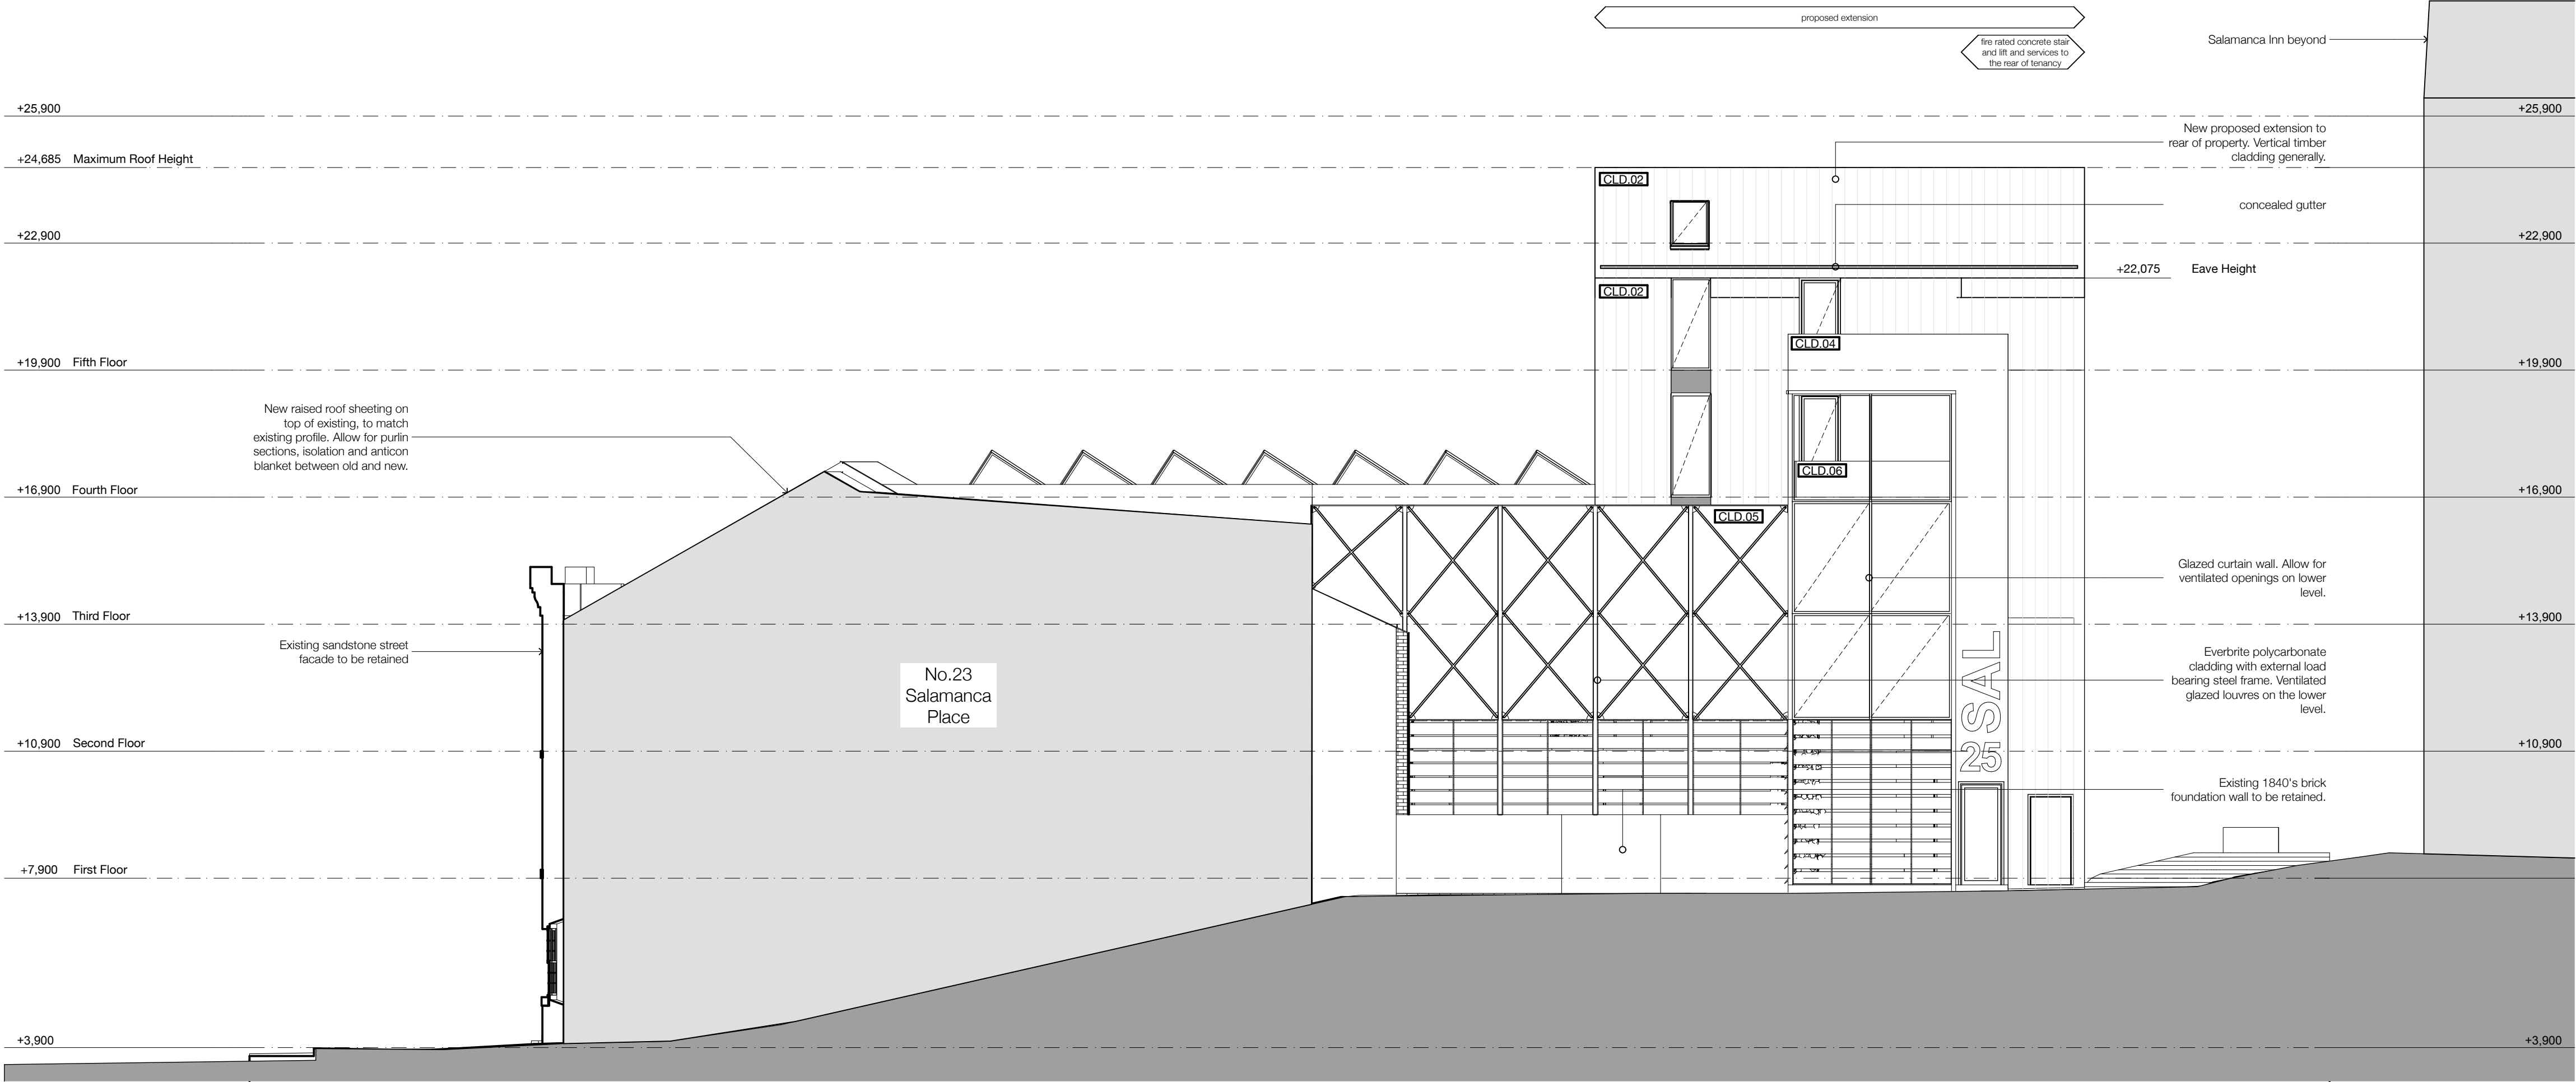 proposed extension
fire rated concrete stair
and lift and services to
the rear of tenancy
Salamanca Inn beyond
+25,900
+25,900
New proposed extension to
rear of property. Vertical timber
cladding generally.
+24,685 Maximum Roof Height
CLD.02
concealed gutter
+22,900
+22,900
+22,075 Eave Height
CLD.02
CLD.04
+19,900 Fifth Floor
+19,900
New raised roof sheeting on
top of existing, to match
existing profile. Allow for purlin
sections, isolation and anticon
blanket between old and new.
CLD.06
+16,900 Fourth Floor
+16,900
CLD.05
Glazed curtain wall. Allow for
ventilated openings on lower
level.
+13,900 Third Floor
+13,900
Existing sandstone street
facade to be retained
No.23
Salamanca
Place
Everbrite polycarbonate
cladding with external load
bearing steel frame. Ventilated
glazed louvres on the lower
level.
25 SAL
+10,900 Second Floor
+10,900
Existing 1840's brick
foundation wall to be retained.
+7,900 First Floor
+3,900
+3,900